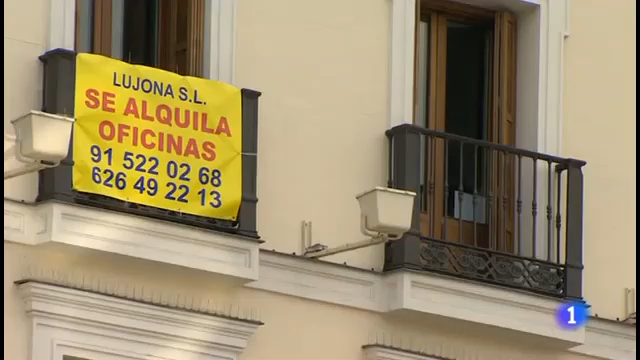 LUJONA S.L.
SE ALQUILA
OFICINAS
91 522 02 68
626 49 22 13
1